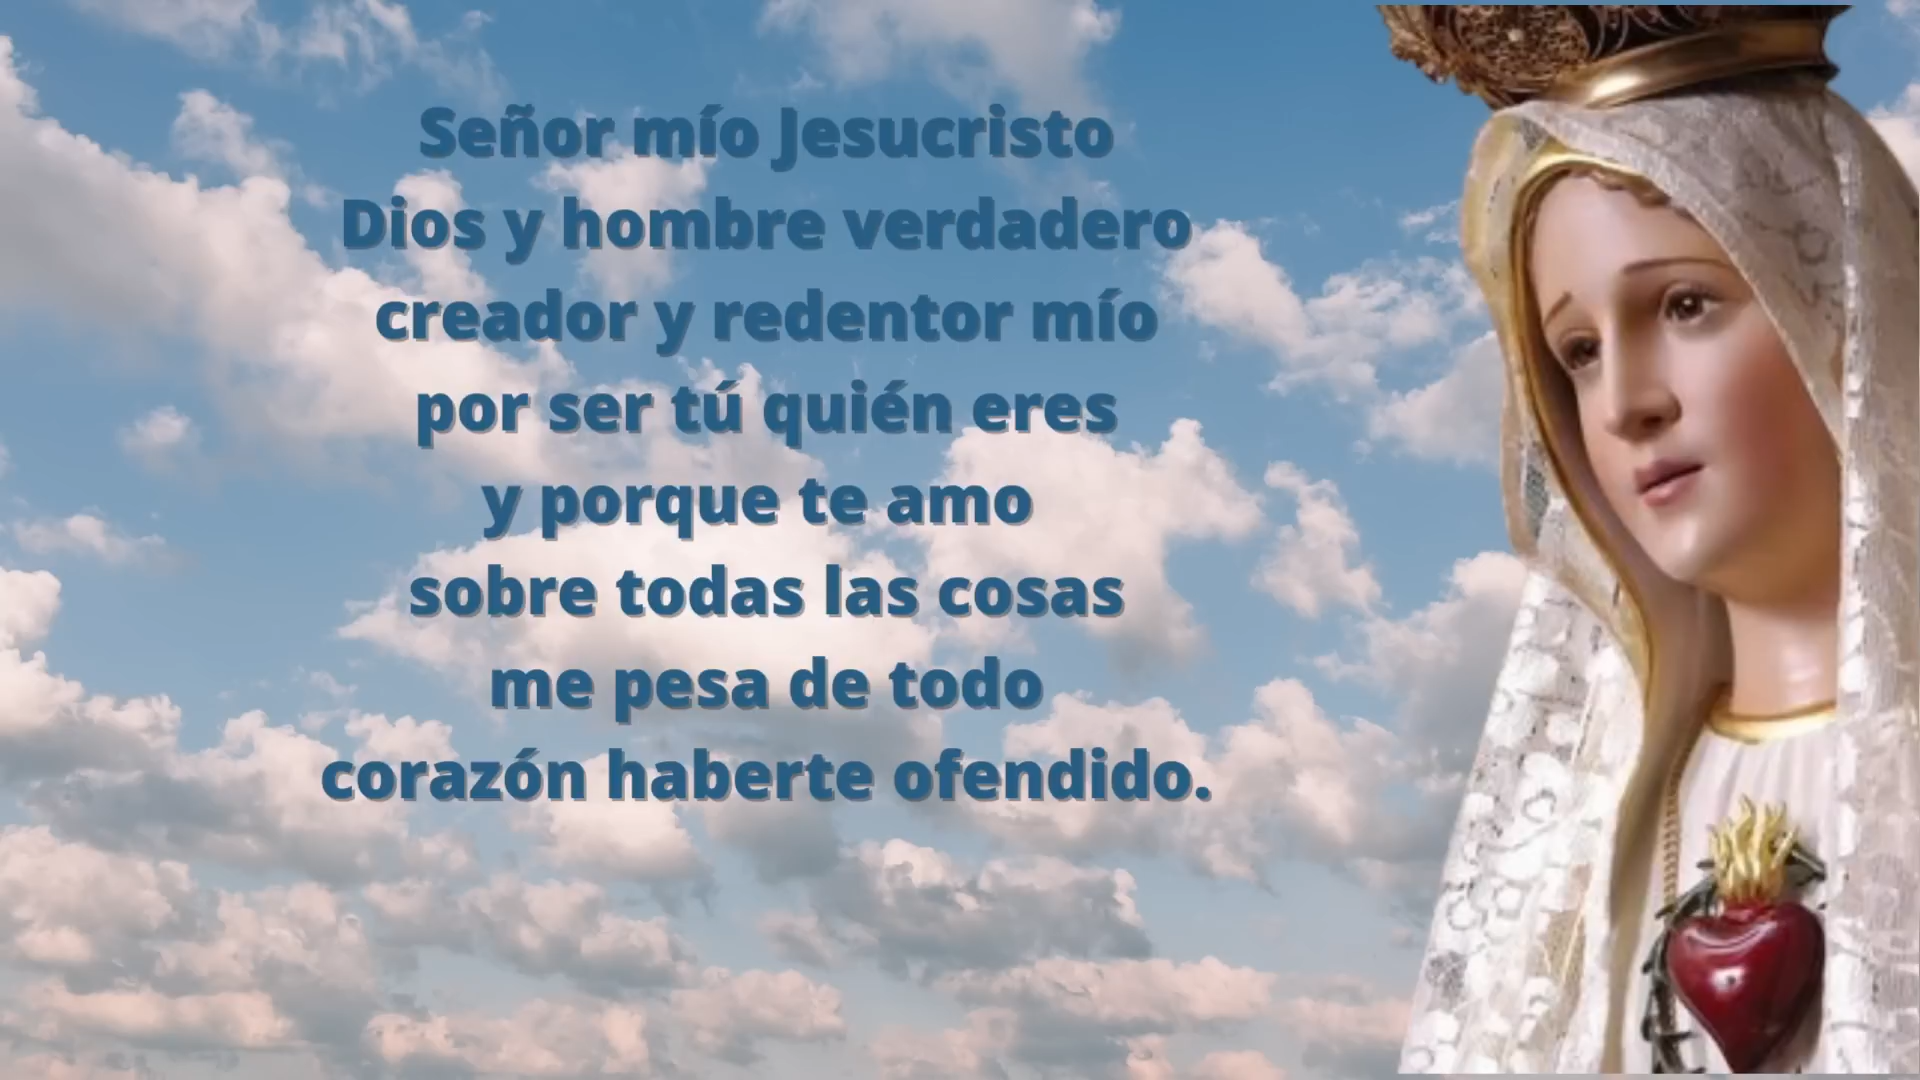 Señor mío Jesucristo
Dios y hombre verdadero
creador y redentor mío
por ser tú quién eres
y porque te amo
sobre todas las cosas
me pesa de todo
corazón haberte ofendido.